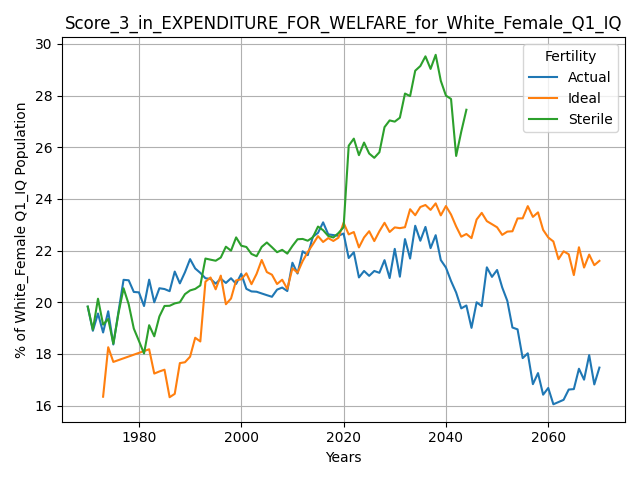 Score_3_in_EXPENDITURE_FOR_WELFARE_for_White_Female_Q1_IQ
% of White_Female Q1_IQ Population
30
28
26
24
22
20
18
16
Fertility
Actual
Ideal
Sterile
1980
2000
2020
2040
2060
Years